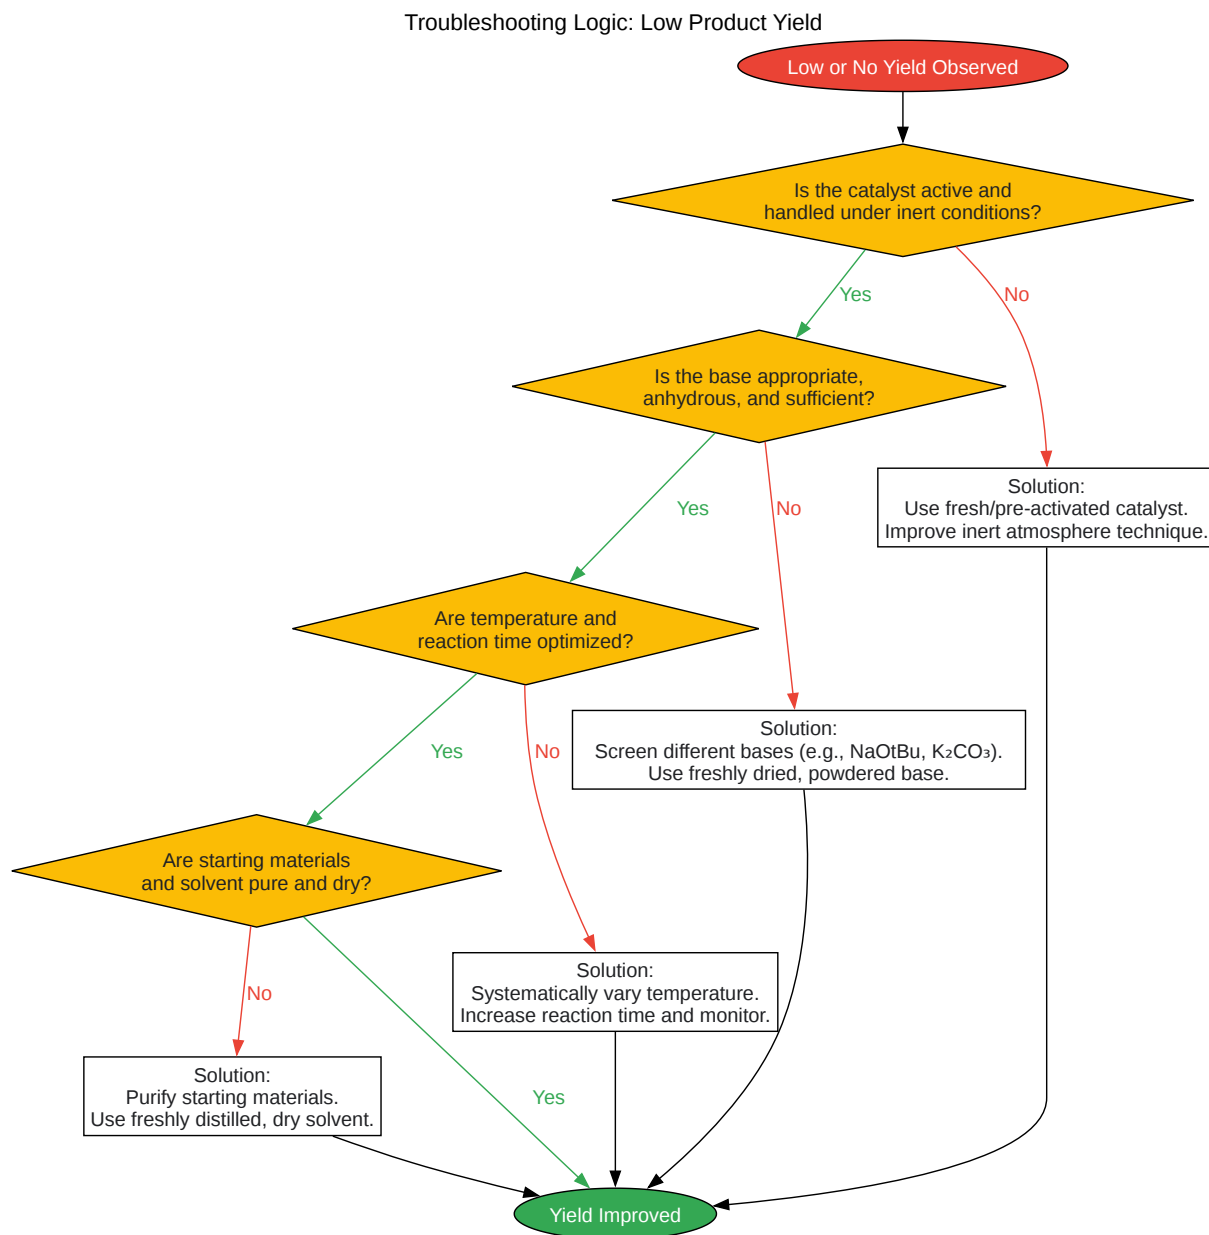 Troubleshooting Logic: Low Product Yield
Low or No Yield Observed
Is the catalyst active and
handled under inert conditions?
Yes
No
Is the base appropriate,
anhydrous, and sufficient?
Yes
No
Solution:
Use fresh/pre-activated catalyst.
Improve inert atmosphere technique.
Are temperature and
reaction time optimized?
Yes
No
Solution:
Screen different bases (e.g., NaOtBu, K₂CO₃).
Use freshly dried, powdered base.
Are starting materials
and solvent pure and dry?
No
Yes
Solution:
Systematically vary temperature.
Increase reaction time and monitor.
Solution:
Purify starting materials.
Use freshly distilled, dry solvent.
Yield Improved